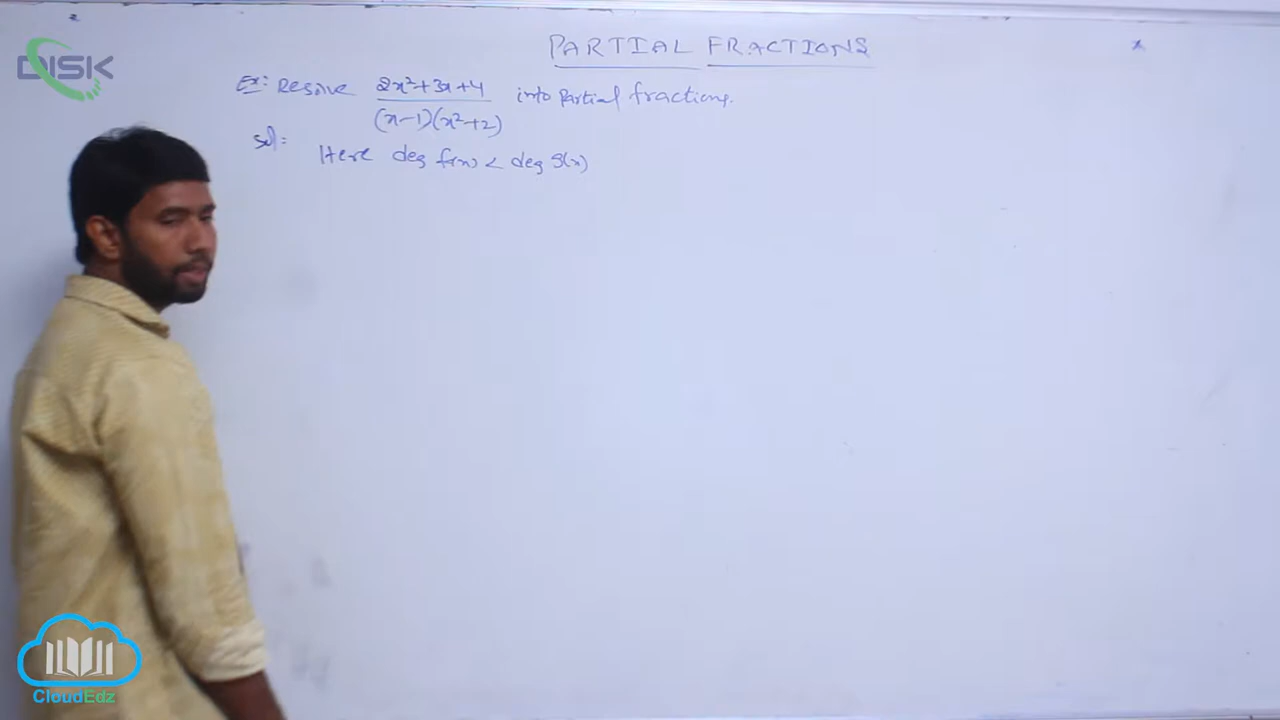 DISK
PARTIAL FRACTIONS
Ex: Resolve 2x²+3x+4 / (x-1)(x²+2) into Partial fractions.
Sol:
Here deg f(x) < deg g(x)
CloudEdz